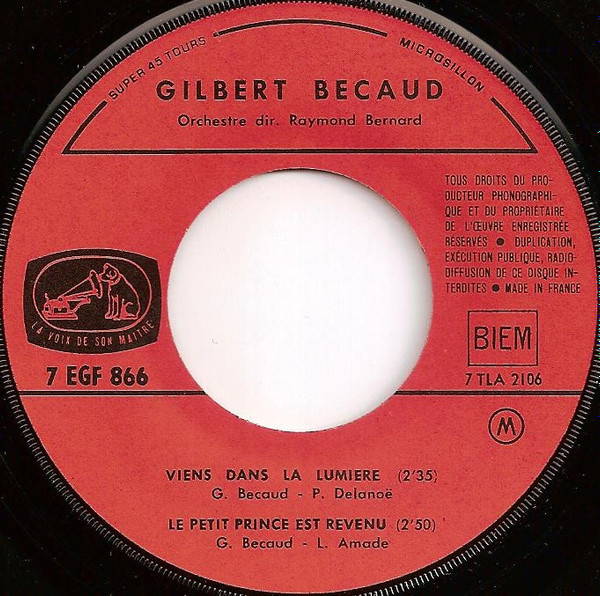 SUPER 45 TOURS
MICROSILLON
GILBERT BECAUD
Orchestre dir. Raymond Bernard
TOUS DROITS DU PRO-
DUCTEUR PHONOGRAPHI-
QUE ET DU PROPRIÉTAIRE
DE L'ŒUVRE ENREGISTRÉE
RÉSERVÉS ● DUPLICATION,
EXÉCUTION PUBLIQUE, RADIO-
DIFFUSION DE CE DISQUE IN-
TERDITES ● MADE IN FRANCE
LA VOIX DE SON MAITRE
7 EGF 866
BIEM
7 TLA 2106
M
VIENS DANS LA LUMIERE (2'35)
G. Becaud - P. Delanoë
LE PETIT PRINCE EST REVENU (2'50)
G. Becaud - L. Amade